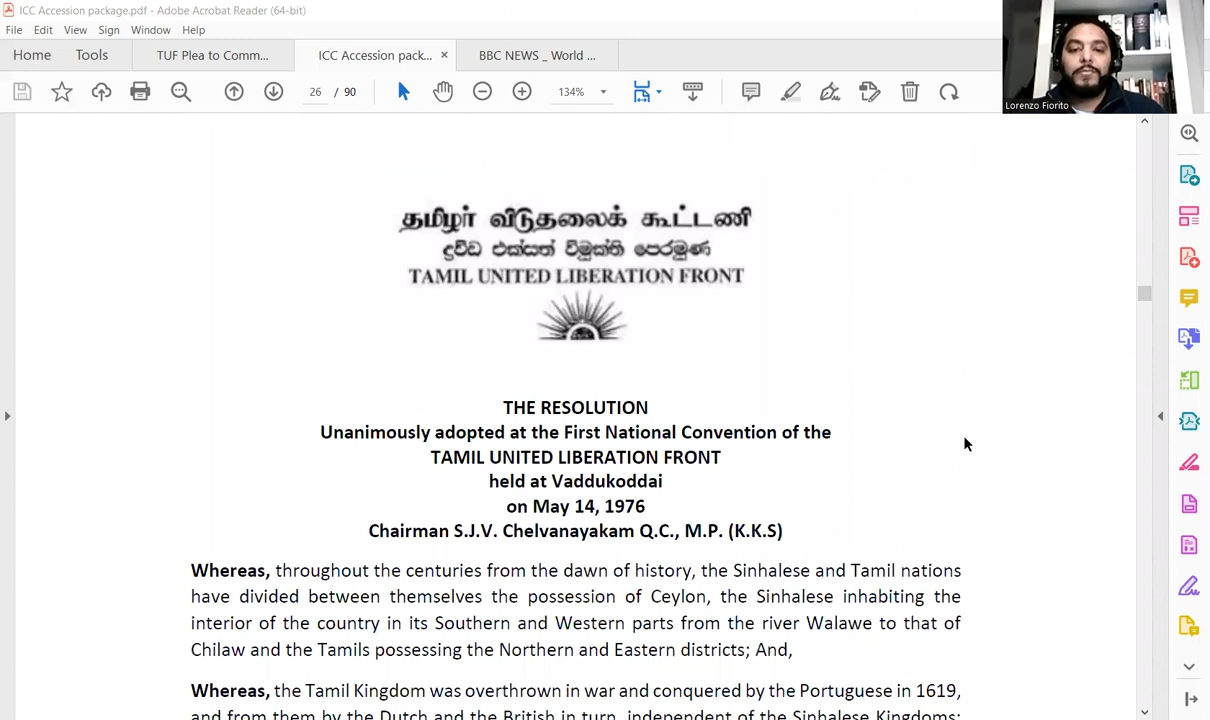 ICC Accession package.pdf - Adobe Acrobat Reader (64-bit)
File Edit View Sign Window Help
Home Tools TUF Plea to Comm... ICC Accession pack... × BBC NEWS _ World ...
26 / 90 134%
Lorenzo Fiorito
தமிழர் விடுதலைக் கூட்டணி
ද්‍රවිඩ එක්සත් විමුක්ති පෙරමුණ
TAMIL UNITED LIBERATION FRONT
THE RESOLUTION
Unanimously adopted at the First National Convention of the
TAMIL UNITED LIBERATION FRONT
held at Vaddukoddai
on May 14, 1976
Chairman S.J.V. Chelvanayakam Q.C., M.P. (K.K.S)
Whereas, throughout the centuries from the dawn of history, the Sinhalese and Tamil nations
have divided between themselves the possession of Ceylon, the Sinhalese inhabiting the
interior of the country in its Southern and Western parts from the river Walawe to that of
Chilaw and the Tamils possessing the Northern and Eastern districts; And,
Whereas, the Tamil Kingdom was overthrown in war and conquered by the Portuguese in 1619,
and from them by the Dutch and the British in turn, independent of the Sinhalese Kingdoms;